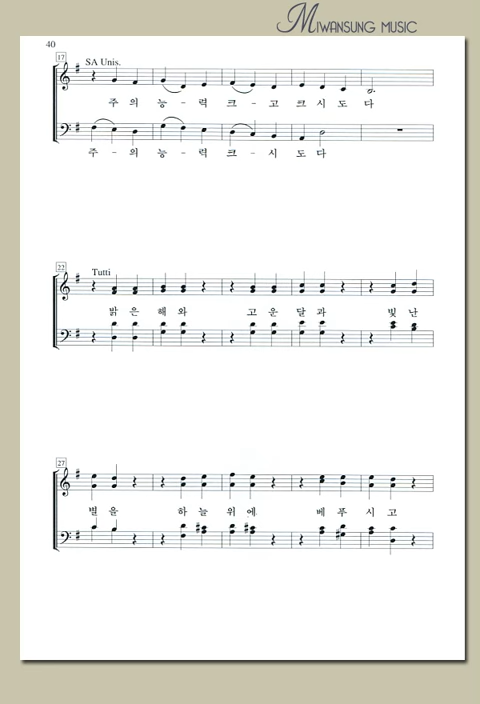 MIWANSUNG MUSIC
40
17
SA Unis.
주 의 능 - 력 크 - 고 크 시 도 다
주 - 의 능 - 력 크 - 시 도 다
22
Tutti
밝 은 해 와 고 운 달 과 빛 난
27
별 을 하 늘 위 에 베 푸 시 고